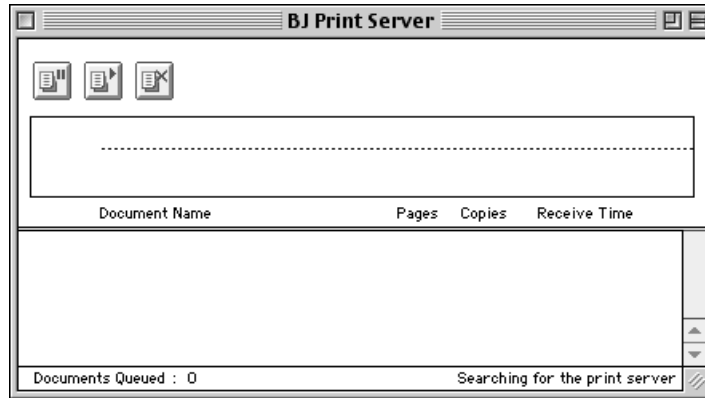 BJ Print Server
Document Name Pages Copies Receive Time
Documents Queued : 0 Searching for the print server